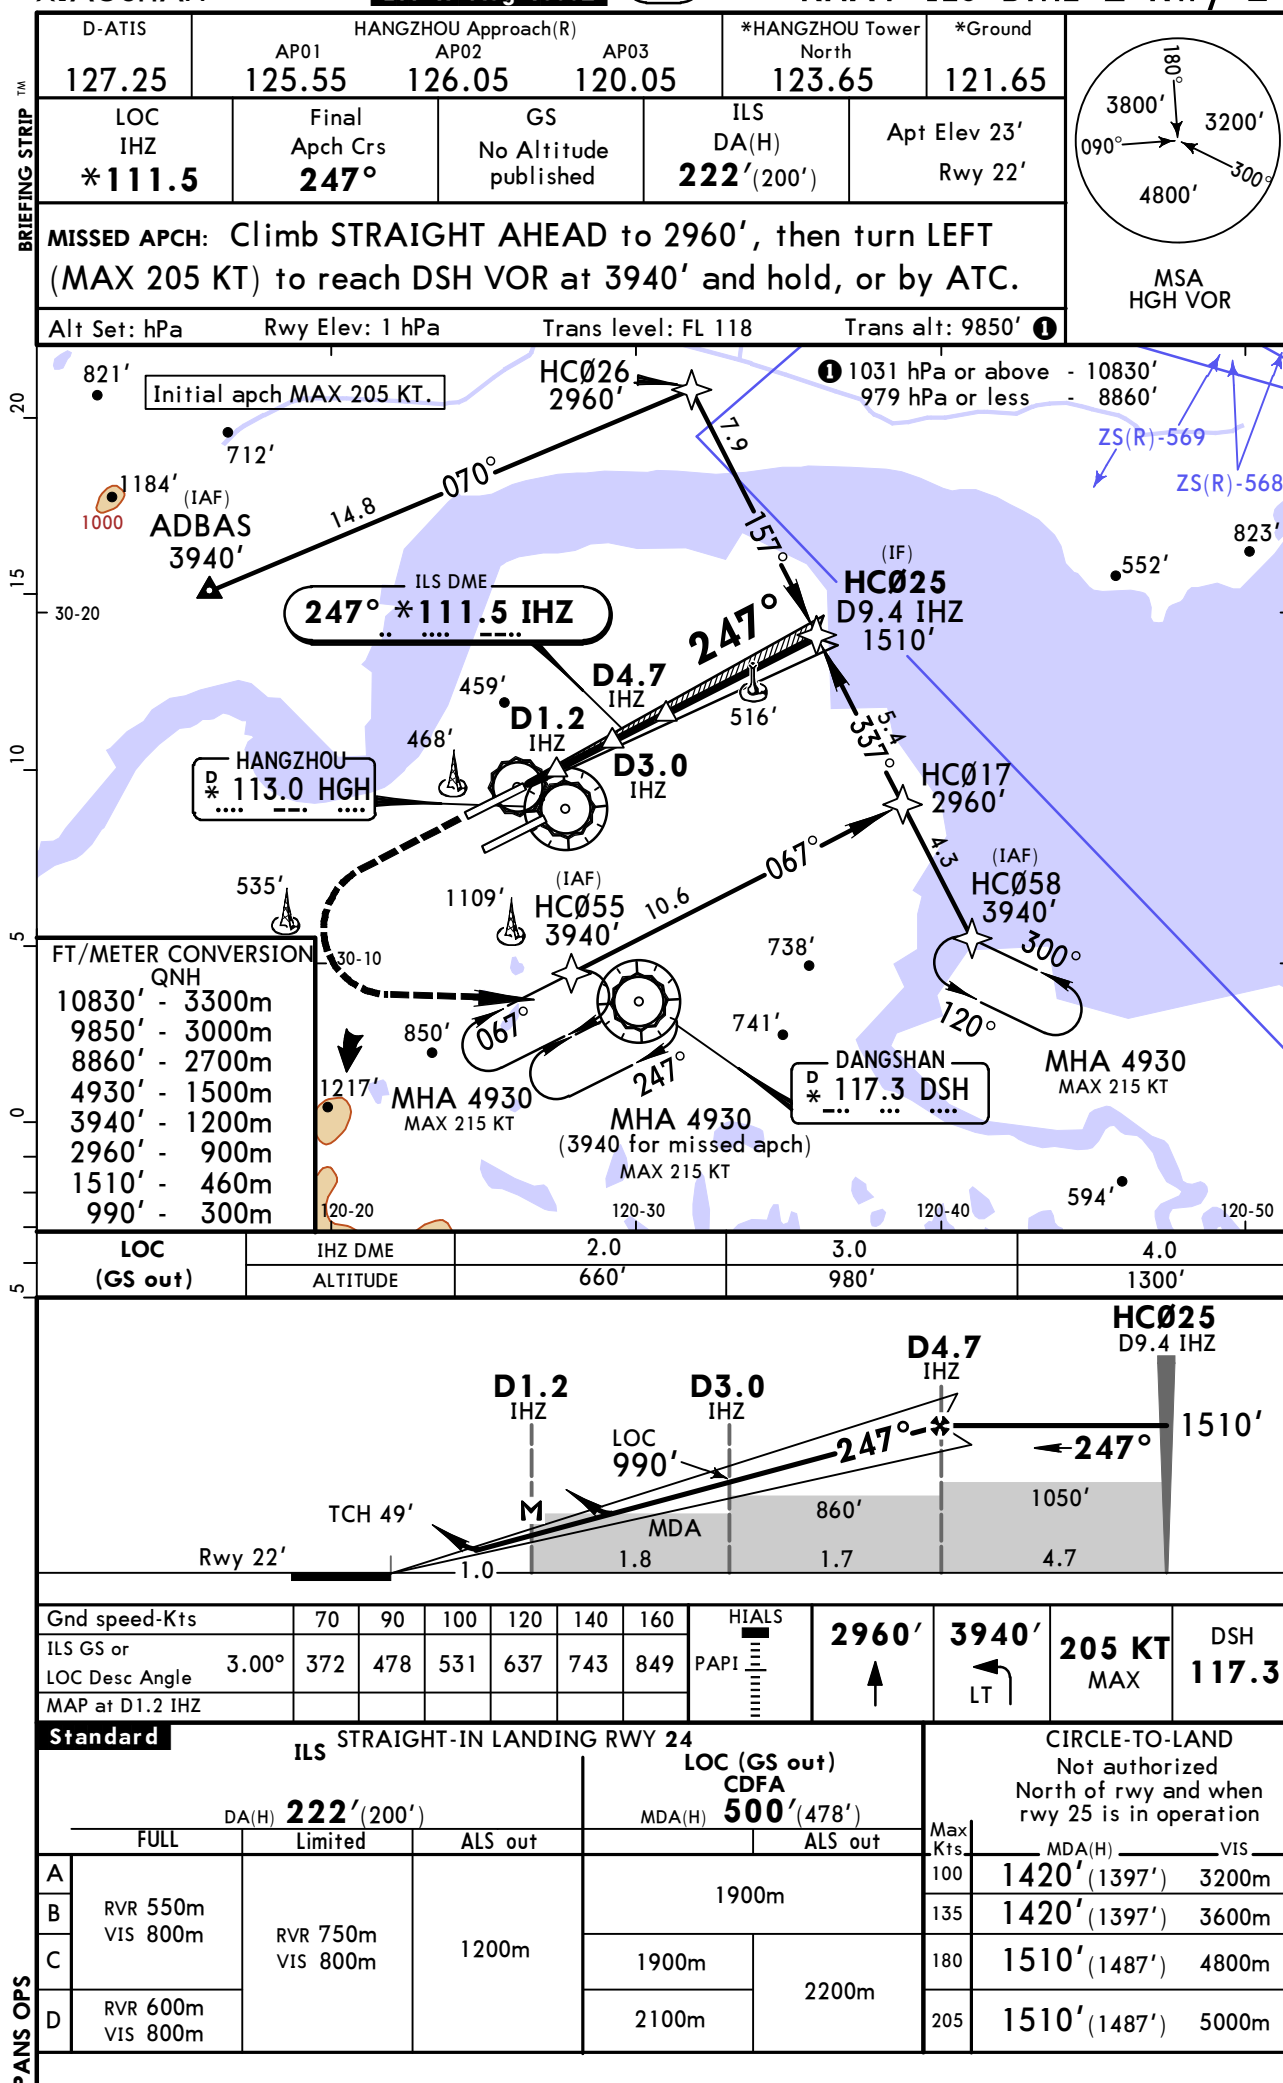 D-ATIS
127.25
HANGZHOU Approach(R)
AP01 AP02 AP03
125.55 126.05 120.05
*HANGZHOU Tower
North
123.65
*Ground
121.65
BRIEFING STRIP TM
LOC
IHZ
*111.5
Final
Apch Crs
247°
GS
No Altitude
published
ILS
DA(H)
222'(200')
Apt Elev 23'
Rwy 22'
180°
3800'
3200'
090°
300°
4800'
MSA
HGH VOR
MISSED APCH: Climb STRAIGHT AHEAD to 2960', then turn LEFT
(MAX 205 KT) to reach DSH VOR at 3940' and hold, or by ATC.
Alt Set: hPa Rwy Elev: 1 hPa Trans level: FL 118 Trans alt: 9850' 1
821'
Initial apch MAX 205 KT.
HCØ26
2960'
1 1031 hPa or above - 10830'
979 hPa or less - 8860'
20
712'
7.9
ZS(R)-569
ZS(R)-568
1184'
1000
(IAF)
ADBAS
3940'
14.8
070°
157°
823'
552'
15
30-20
ILS DME
247° *111.5 IHZ
247°
(IF)
HCØ25
D9.4 IHZ
1510'
D4.7
IHZ
459'
516'
D1.2
IHZ
468'
D3.0
IHZ
5.4
337°
10
HANGZHOU
D
* 113.0 HGH
HCØ17
2960'
067°
4.3
535'
1109'
(IAF)
HCØ55
3940'
10.6
(IAF)
HCØ58
3940'
5
30-10
738'
300°
120°
FT/METER CONVERSION
QNH
10830' - 3300m
9850' - 3000m
8860' - 2700m
4930' - 1500m
3940' - 1200m
2960' - 900m
1510' - 460m
990' - 300m
850'
067°
741'
247°
DANGSHAN
D
* 117.3 DSH
MHA 4930
MAX 215 KT
1217'
MHA 4930
MAX 215 KT
MHA 4930
(3940 for missed apch)
MAX 215 KT
0
594'
120-20 120-30 120-40 120-50
5
LOC
(GS out)
IHZ DME 2.0 3.0 4.0
ALTITUDE 660' 980' 1300'
HCØ25
D9.4 IHZ
D4.7
IHZ
D3.0
IHZ
D1.2
IHZ
1510'
247°
247°
LOC
990'
M
TCH 49'
MDA
860'
1050'
Rwy 22'
1.0 1.8 1.7 4.7
Gnd speed-Kts 70 90 100 120 140 160
ILS GS or
LOC Desc Angle 3.00° 372 478 531 637 743 849
MAP at D1.2 IHZ
HIALS
PAPI
2960'
3940'
LT
205 KT
MAX
DSH
117.3
Standard
STRAIGHT-IN LANDING RWY 24
ILS
DA(H) 222'(200')
LOC (GS out)
CDFA
MDA(H) 500'(478')
CIRCLE-TO-LAND
Not authorized
North of rwy and when
rwy 25 is in operation
FULL Limited ALS out ALS out
Max
Kts MDA(H) VIS
A
B
C
D
RVR 550m
VIS 800m
RVR 600m
VIS 800m
RVR 750m
VIS 800m
1200m
1900m
1900m
2100m
2200m
100 1420'(1397') 3200m
135 1420'(1397') 3600m
180 1510'(1487') 4800m
205 1510'(1487') 5000m
PANS OPS